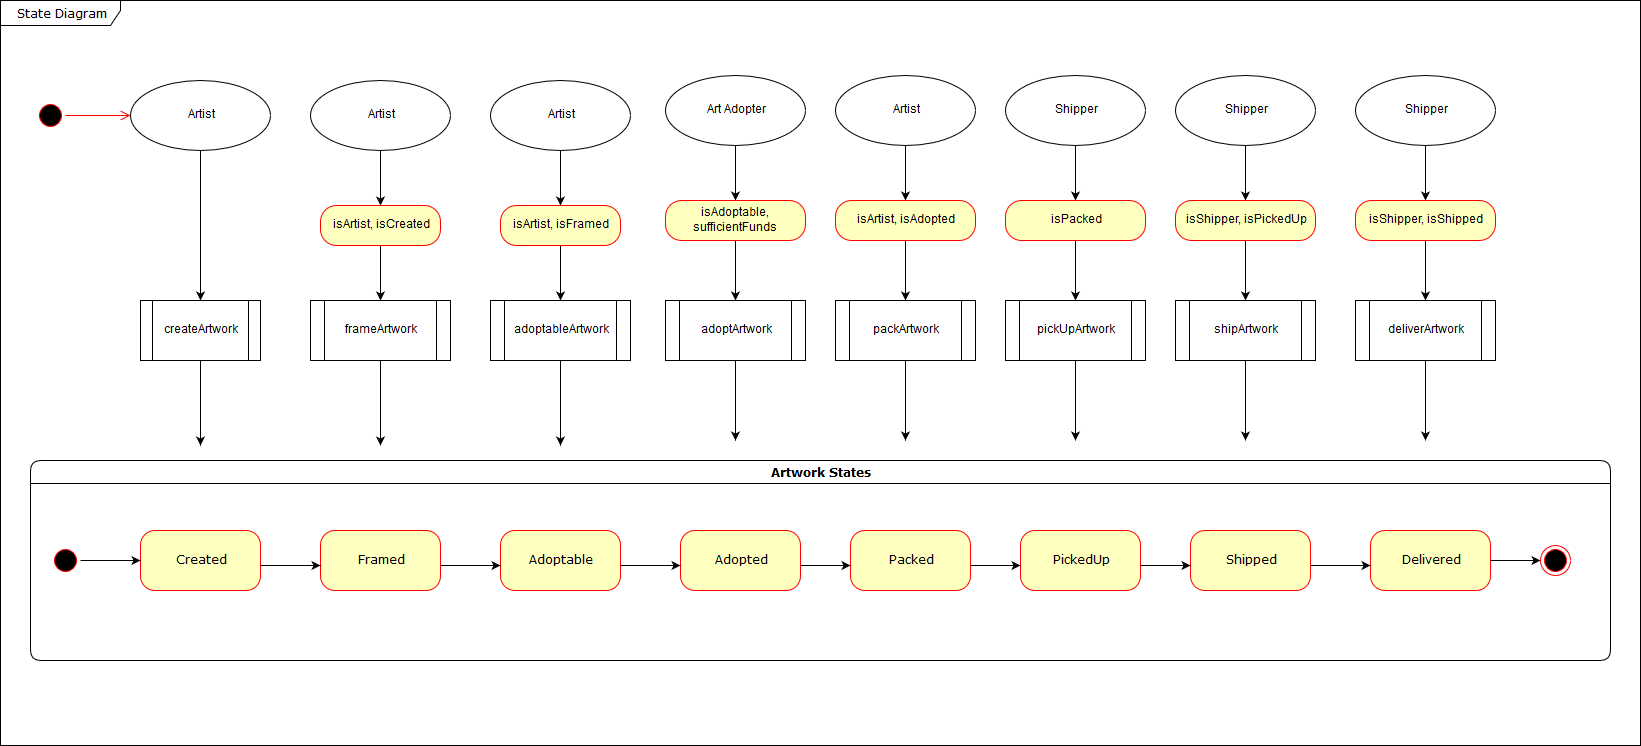 State Diagram
Artist
Artist
Artist
Art Adopter
Artist
Shipper
Shipper
Shipper
isArtist, isCreated
isArtist, isFramed
isAdoptable,
sufficientFunds
isArtist, isAdopted
isPacked
isShipper, isPickedUp
isShipper, isShipped
createArtwork
frameArtwork
adoptableArtwork
adoptArtwork
packArtwork
pickUpArtwork
shipArtwork
deliverArtwork
Artwork States
Created
Framed
Adoptable
Adopted
Packed
PickedUp
Shipped
Delivered